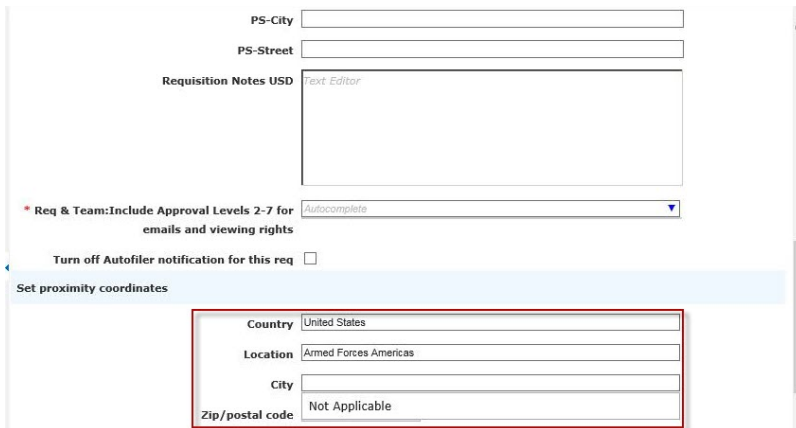 PS-City
PS-Street
Requisition Notes USD Text Editor
* Req & Team:Include Approval Levels 2-7 for Autocomplete
emails and viewing rights
Turn off Autofiler notification for this req
Set proximity coordinates
Country United States
Location Armed Forces Americas
City
Not Applicable
Zip/postal code